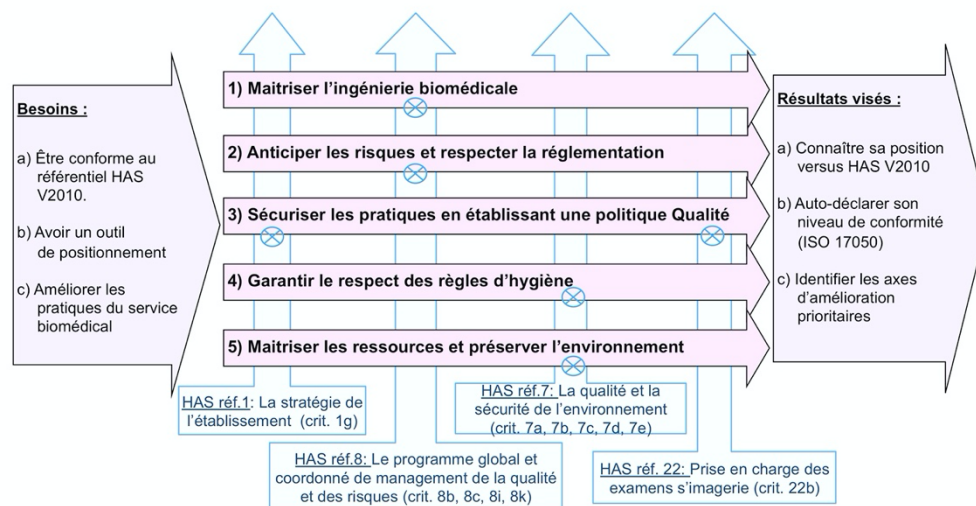 Besoins :
a) Être conforme au
référentiel HAS
V2010.
b) Avoir un outil
de positionnement
c) Améliorer les
pratiques du service
biomédical
1) Maitriser l’ingénierie biomédicale
2) Anticiper les risques et respecter la réglementation
3) Sécuriser les pratiques en établissant une politique Qualité
4) Garantir le respect des règles d’hygiène
5) Maitriser les ressources et préserver l’environnement
Résultats visés :
a) Connaître sa position
versus HAS V2010
b) Auto-déclarer son
niveau de conformité
(ISO 17050)
c) Identifier les axes
d’amélioration
prioritaires
HAS réf.1: La stratégie de
l’établissement (crit. 1g)
HAS réf.8: Le programme global et
coordonné de management de la qualité
et des risques (crit. 8b, 8c, 8i, 8k)
HAS réf.7: La qualité et la
sécurité de l’environnement
(crit. 7a, 7b, 7c, 7d, 7e)
HAS réf. 22: Prise en charge des
examens s’imagerie (crit. 22b)